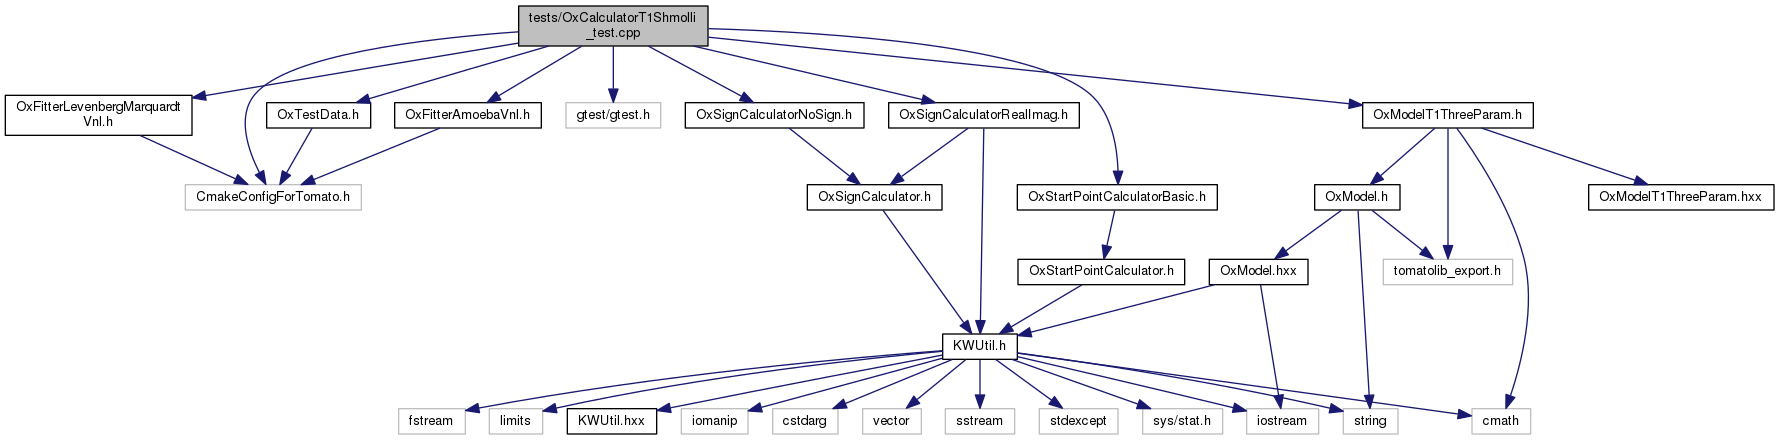 tests/OxCalculatorT1Shmolli
_test.cpp
OxFitterLevenbergMarquardt
Vnl.h
OxTestData.h
OxFitterAmoebaVnl.h
gtest/gtest.h
OxSignCalculatorNoSign.h
OxSignCalculatorRealImag.h
OxModelT1ThreeParam.h
CmakeConfigForTomato.h
OxSignCalculator.h
OxStartPointCalculatorBasic.h
OxModel.h
OxModelT1ThreeParam.hxx
OxStartPointCalculator.h
OxModel.hxx
tomatolib_export.h
KWUtil.h
fstream
limits
KWUtil.hxx
iomanip
cstdarg
vector
sstream
stdexcept
sys/stat.h
iostream
string
cmath